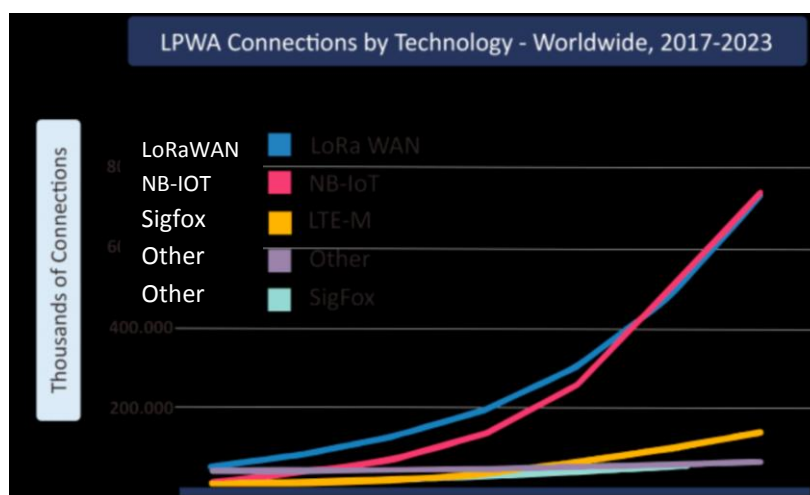 LPWA Connections by Technology - Worldwide, 2017-2023
Thousands of Connections
LoRaWAN LoRa WAN
NB-IOT NB-IoT
Sigfox LTE-M
Other Other
Other SigFox
400.000
200.000